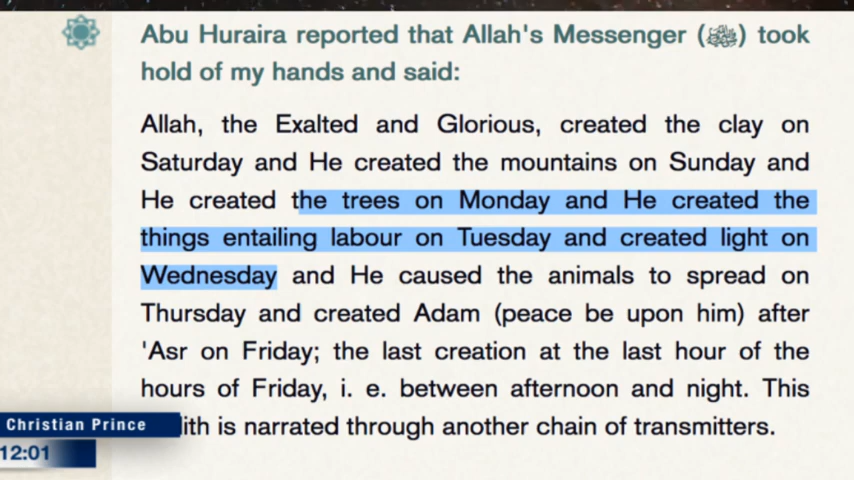 Abu Huraira reported that Allah's Messenger (ﷺ) took
hold of my hands and said:
Allah, the Exalted and Glorious, created the clay on
Saturday and He created the mountains on Sunday and
He created the trees on Monday and He created the
things entailing labour on Tuesday and created light on
Wednesday and He caused the animals to spread on
Thursday and created Adam (peace be upon him) after
'Asr on Friday; the last creation at the last hour of the
hours of Friday, i. e. between afternoon and night. This
ith is narrated through another chain of transmitters.
Christian Prince
12:01